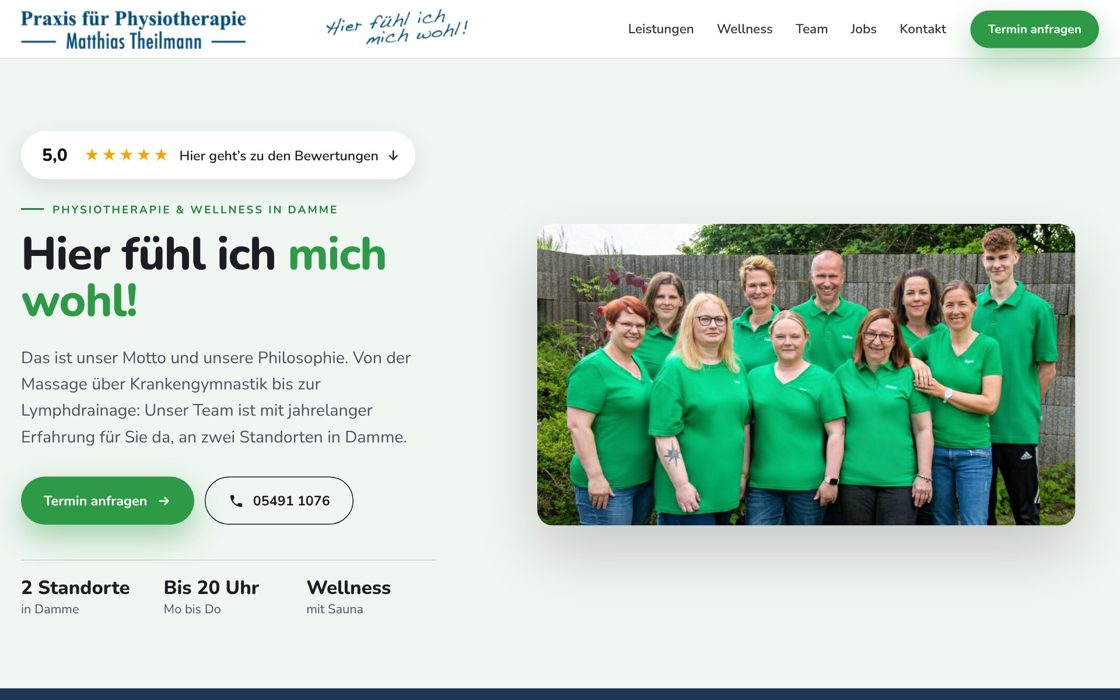 Praxis für Physiotherapie
Matthias Theilmann
Hier fühl ich
mich wohl!
Leistungen
Wellness
Team
Jobs
Kontakt
Termin anfragen
5,0 ★★★★★ Hier geht’s zu den Bewertungen ↓
PHYSIOTHERAPIE & WELLNESS IN DAMME
Hier fühl ich mich
wohl!
Das ist unser Motto und unsere Philosophie. Von der
Massage über Krankengymnastik bis zur
Lymphdrainage: Unser Team ist mit jahrelanger
Erfahrung für Sie da, an zwei Standorten in Damme.
Termin anfragen →
05491 1076
2 Standorte
in Damme
Bis 20 Uhr
Mo bis Do
Wellness
mit Sauna